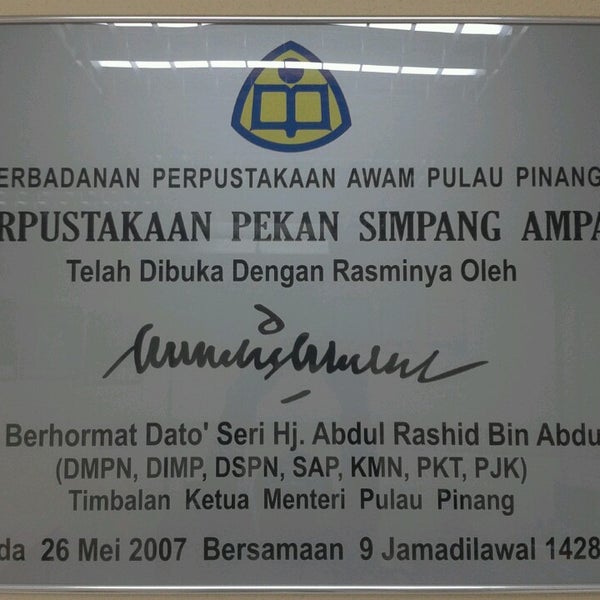 ERBADANAN PERPUSTAKAAN AWAM PULAU PINANG
RPUSTAKAAN PEKAN SIMPANG AMPA
Telah Dibuka Dengan Rasminya Oleh
Berhormat Dato' Seri Hj. Abdul Rashid Bin Abdu
(DMPN, DIMP, DSPN, SAP, KMN, PKT, PJK)
Timbalan Ketua Menteri Pulau Pinang
da 26 Mei 2007 Bersamaan 9 Jamadilawal 1428